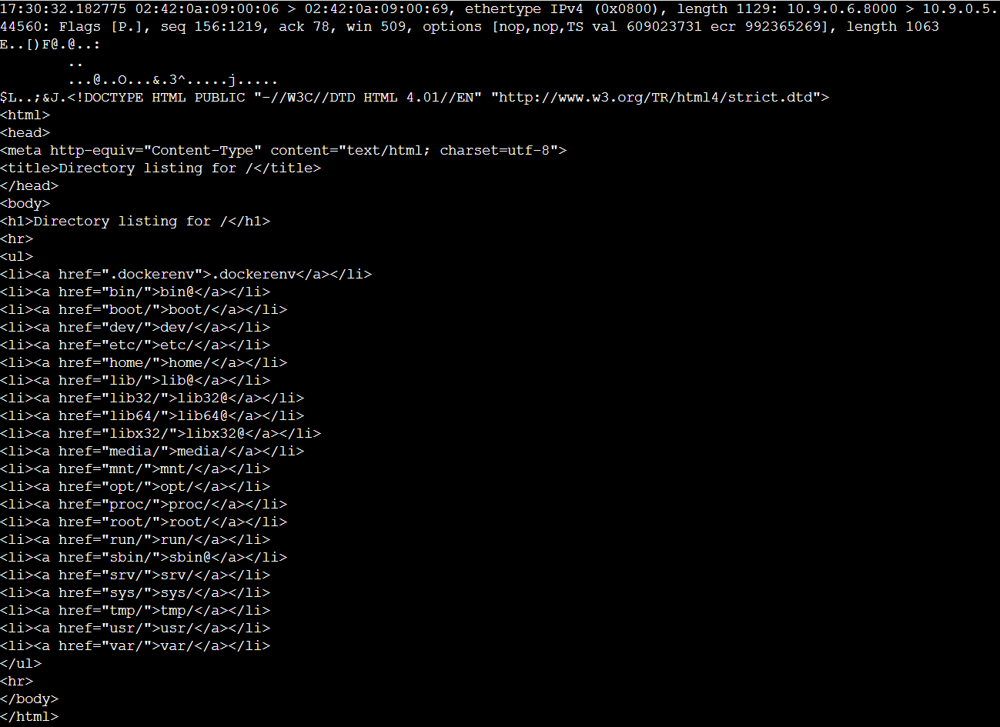 17:30:32.182775 02:42:0a:09:00:06 > 02:42:0a:09:00:69, ethertype IPv4 (0x0800), length 1129: 10.9.0.6.8000 > 10.9.0.5.
44560: Flags [P.], seq 156:1219, ack 78, win 509, options [nop,nop,TS val 609023731 ecr 992365269], length 1063
E..[)F@.@..:
        ..
        ...@..O...&.3^.....j.....
$L..;&J.<!DOCTYPE HTML PUBLIC "-//W3C//DTD HTML 4.01//EN" "http://www.w3.org/TR/html4/strict.dtd">
<html>
<head>
<meta http-equiv="Content-Type" content="text/html; charset=utf-8">
<title>Directory listing for /</title>
</head>
<body>
<h1>Directory listing for /</h1>
<hr>
<ul>
<li><a href=".dockerenv">.dockerenv</a></li>
<li><a href="bin/">bin@</a></li>
<li><a href="boot/">boot/</a></li>
<li><a href="dev/">dev/</a></li>
<li><a href="etc/">etc/</a></li>
<li><a href="home/">home/</a></li>
<li><a href="lib/">lib@</a></li>
<li><a href="lib32/">lib32@</a></li>
<li><a href="lib64/">lib64@</a></li>
<li><a href="libx32/">libx32@</a></li>
<li><a href="media/">media/</a></li>
<li><a href="mnt/">mnt/</a></li>
<li><a href="opt/">opt/</a></li>
<li><a href="proc/">proc/</a></li>
<li><a href="root/">root/</a></li>
<li><a href="run/">run/</a></li>
<li><a href="sbin/">sbin@</a></li>
<li><a href="srv/">srv/</a></li>
<li><a href="sys/">sys/</a></li>
<li><a href="tmp/">tmp/</a></li>
<li><a href="usr/">usr/</a></li>
<li><a href="var/">var/</a></li>
</ul>
<hr>
</body>
</html>